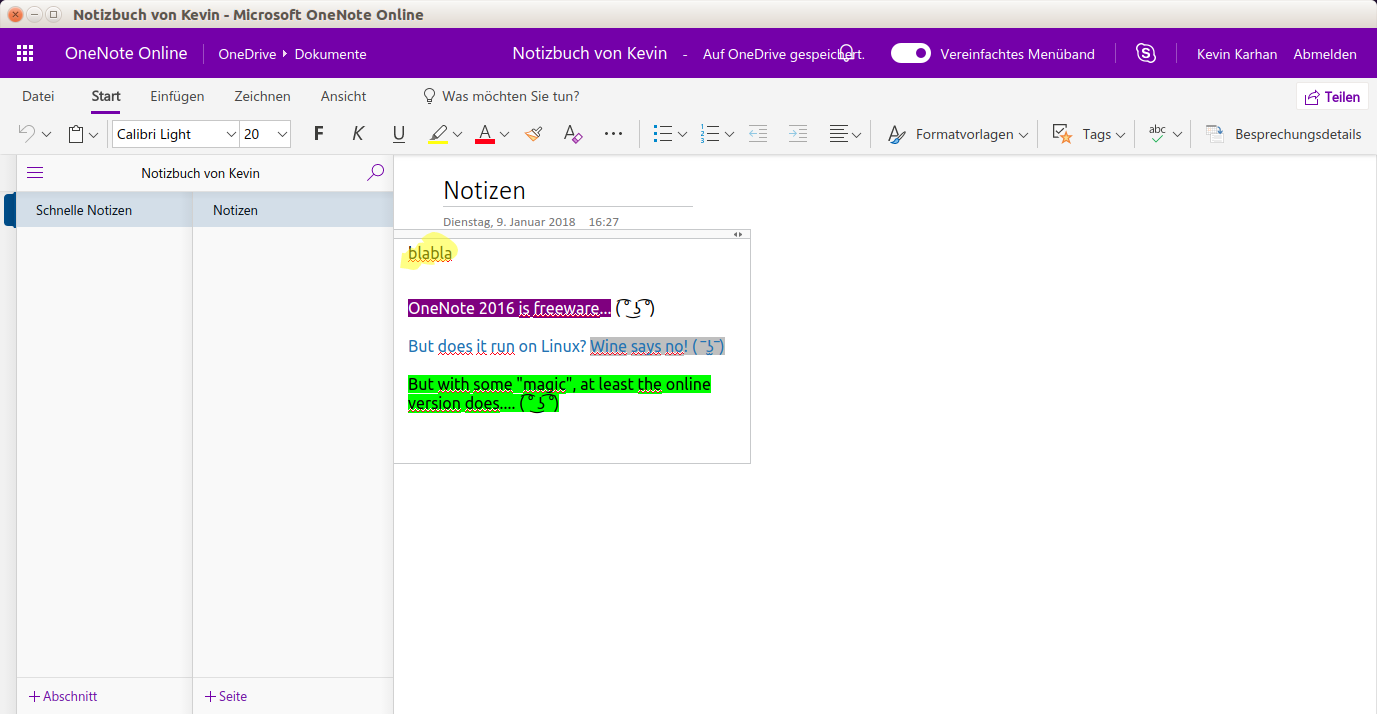 Notizbuch von Kevin - Microsoft OneNote Online
OneNote Online OneDrive Dokumente Notizbuch von Kevin - Auf OneDrive gespeichert. Vereinfachtes Menüband Kevin Karhan Abmelden
Datei Start Einfügen Zeichnen Ansicht Was möchten Sie tun? Teilen
Calibri Light 20 F K U A A Formatvorlagen Tags abc Besprechungsdetails
Notizbuch von Kevin
Schnelle Notizen Notizen
Notizen
Dienstag, 9. Januar 2018 16:27
blabla
OneNote 2016 is freeware... ( ͡° ͜ʖ ͡°)
But does it run on Linux? Wine says no! ( ¯ ͜ʖ ¯)
But with some "magic", at least the online
version does.... ( ͡° ͜ʖ ͡°)
+ Abschnitt + Seite